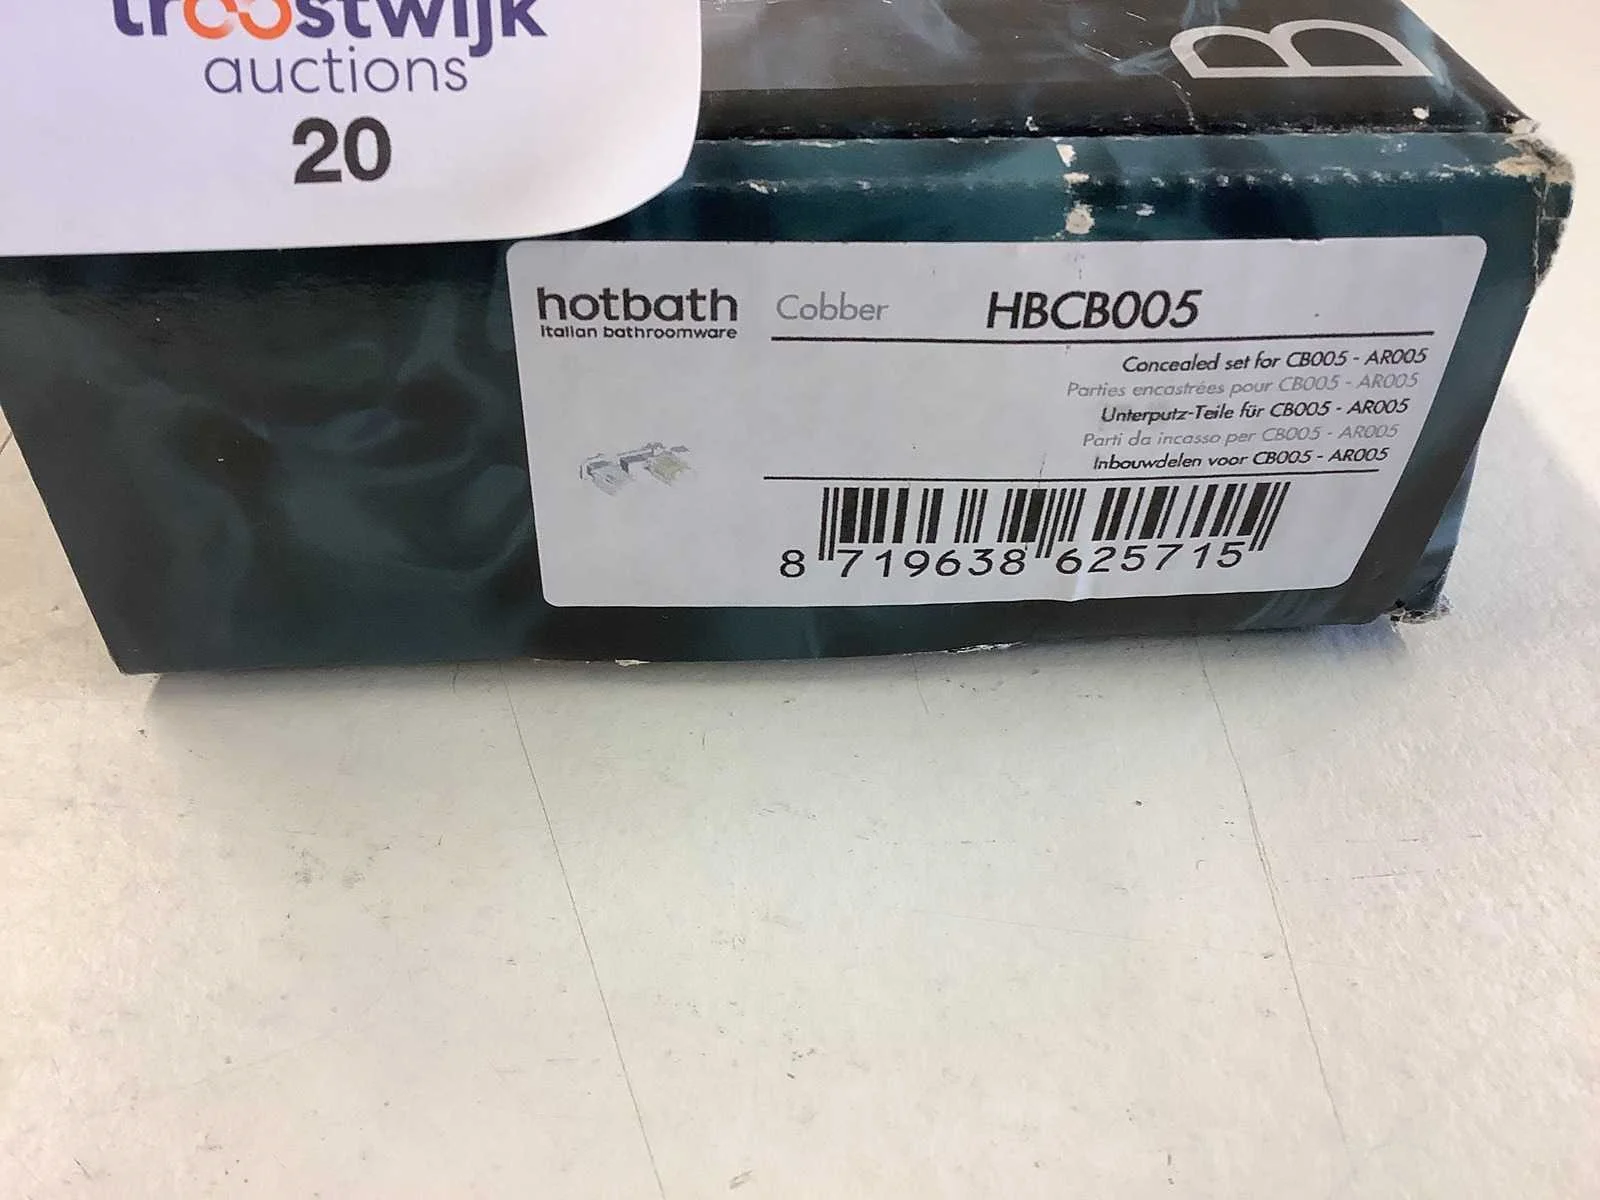 troostwijk
auctions
20
B
hotbath
Italian bathroomware
Cobber
HBCB005
Concealed set for CB005 - AR005
Parties encastrées pour CB005 - AR005
Unterputz-Teile für CB005 - AR005
Parti da incasso per CB005 - AR005
Inbouwdelen voor CB005 - AR005
8 719638 625715